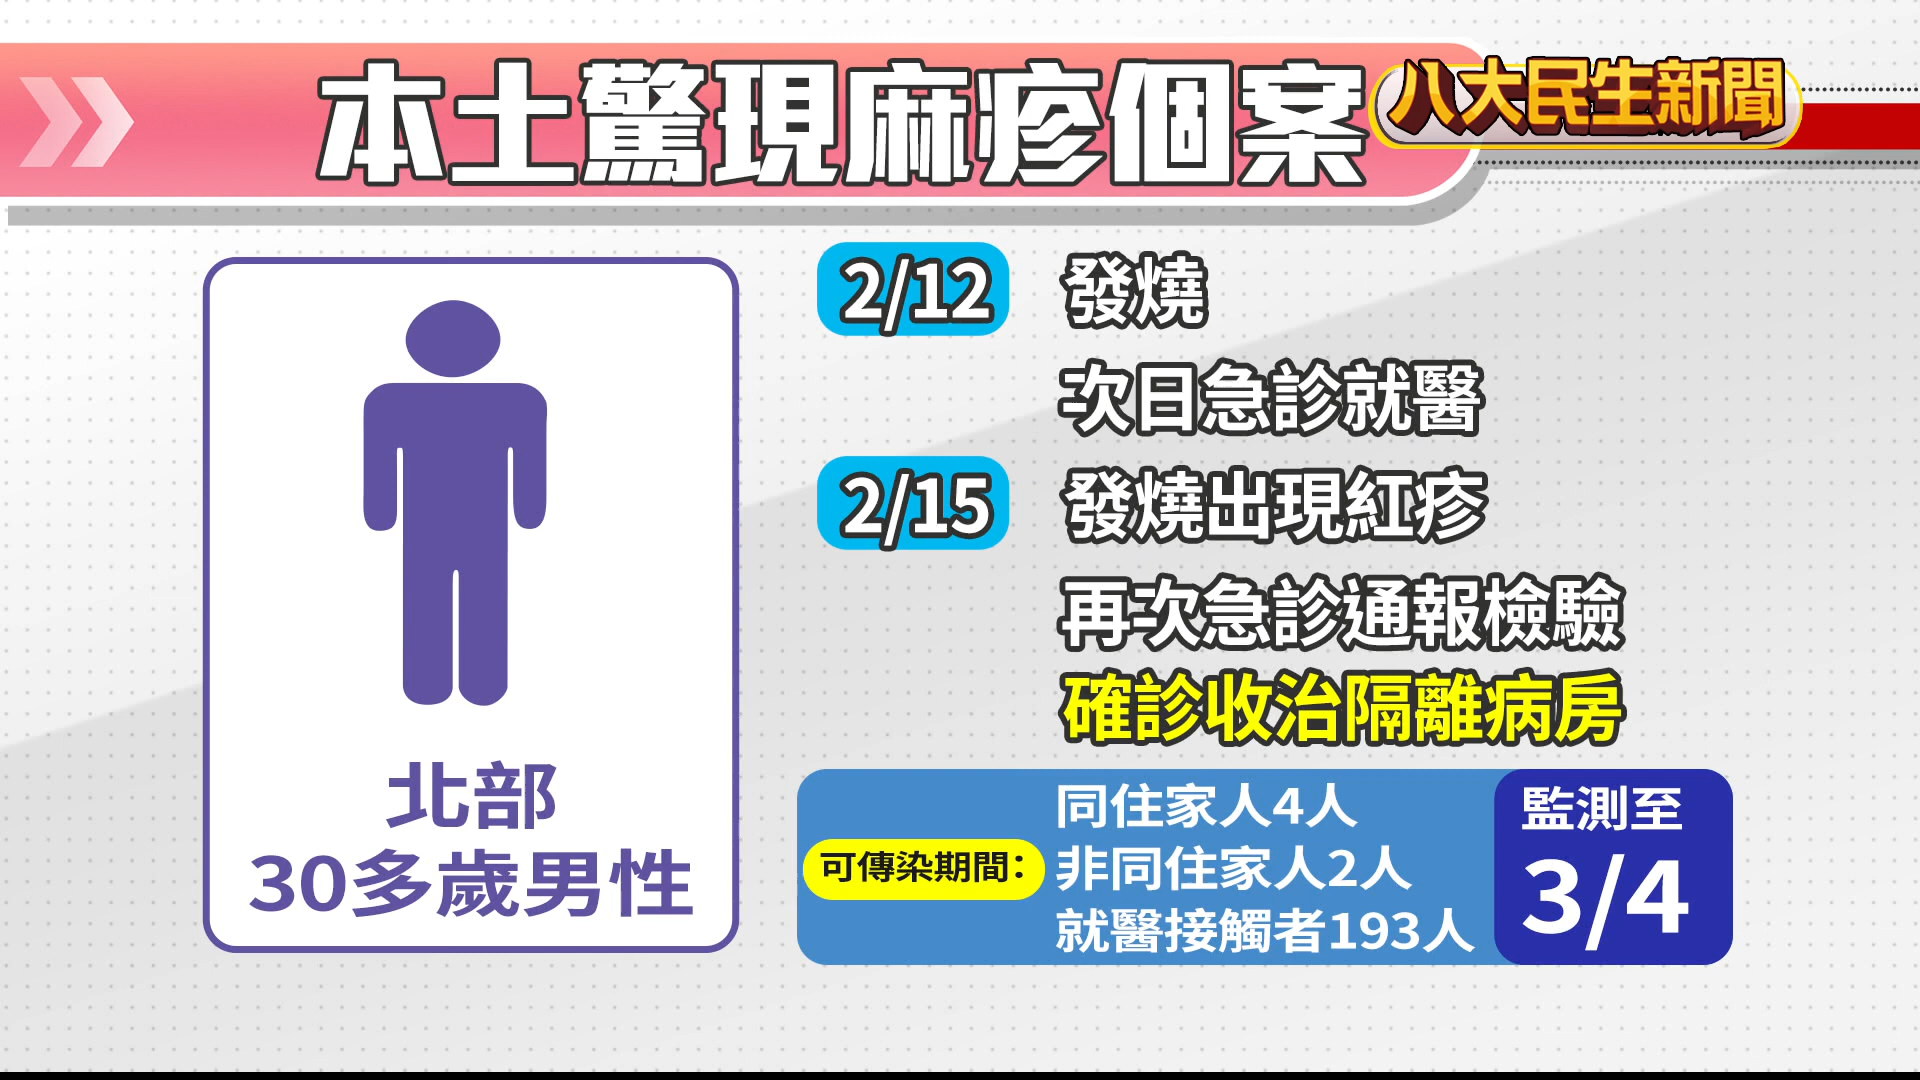 本土驚現麻疹個案
八大民生新聞
北部
30多歲男性
2/12 發燒
次日急診就醫
2/15 發燒出現紅疹
再次急診通報檢驗
確診收治隔離病房
可傳染期間：
同住家人4人
非同住家人2人
就醫接觸者193人
監測至
3/4